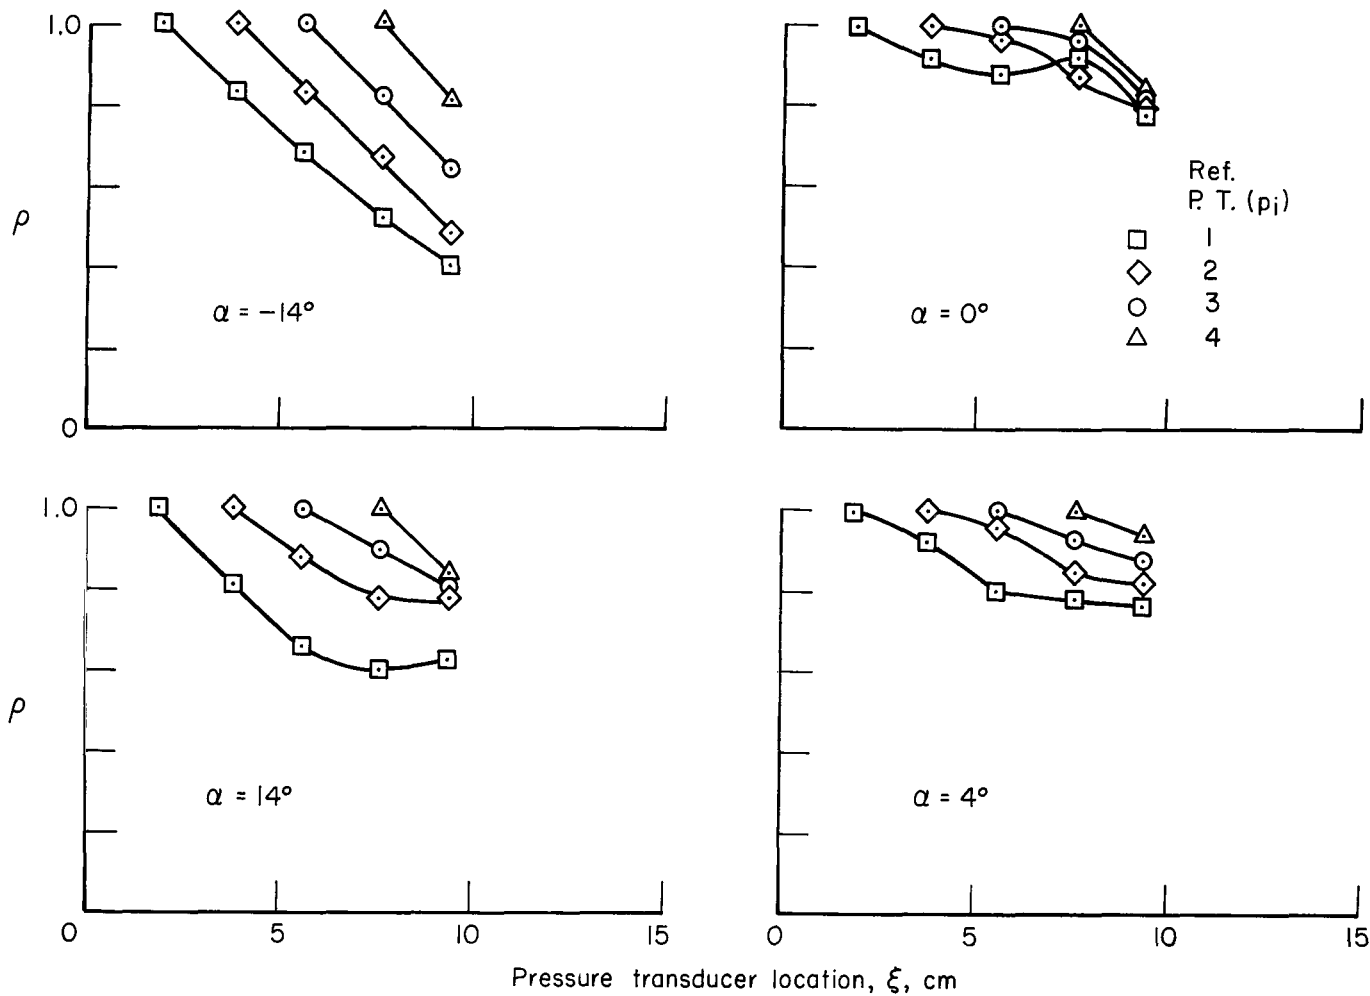 1.0
ρ
α = -14°
0
α = 0°
Ref.
P. T. (pi)
1
2
3
4
1.0
ρ
α = 14°
α = 4°
0 5 10 15 0 5 10 15
Pressure transducer location, ξ, cm